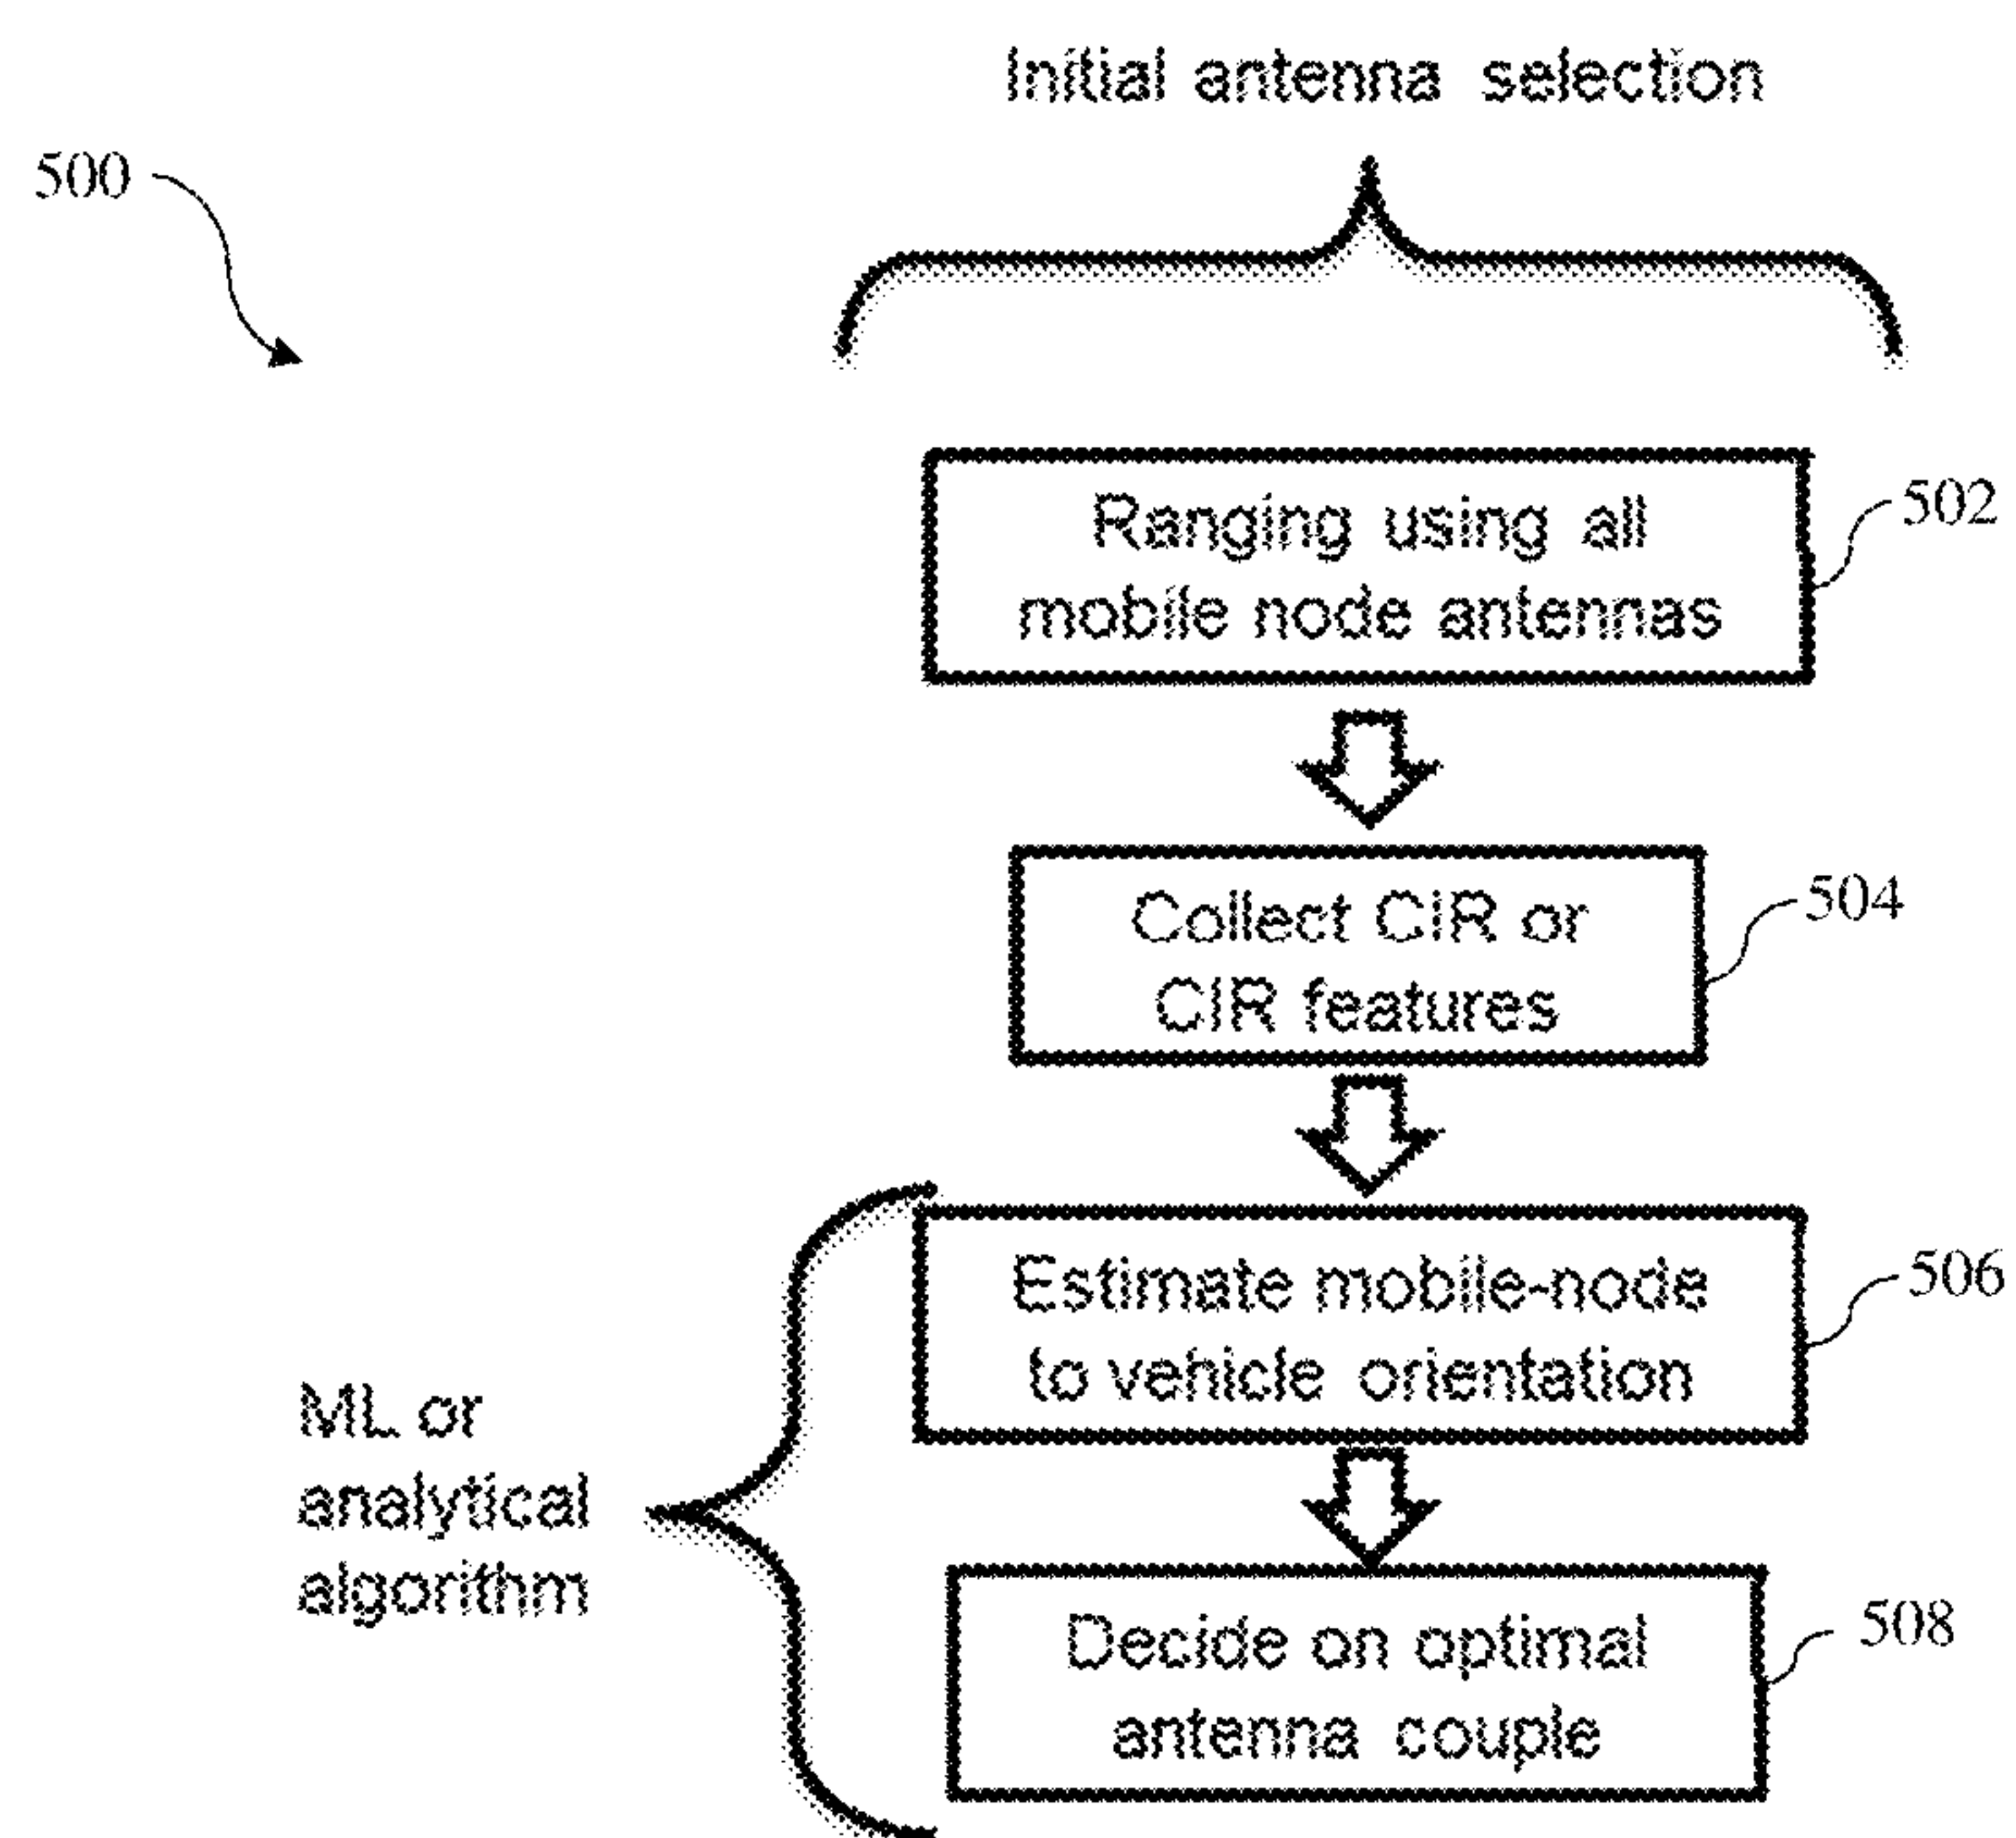 Initial antenna selection
500
Ranging using all
mobile node antennas
502
Collect CIR or
CIR features
504
Estimate mobile-node
to vehicle orientation
506
ML or
analytical
algorithm
Decide on optimal
antenna couple
508